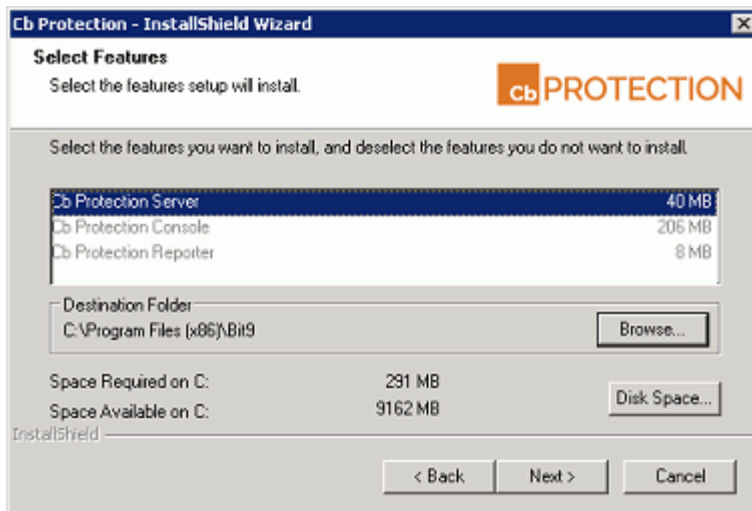 Cb Protection - InstallShield Wizard
Select Features
Select the features setup will install.
Cb PROTECTION
Select the features you want to install, and deselect the features you do not want to install.
Cb Protection Server 40 MB
Cb Protection Console 206 MB
Cb Protection Reporter 8 MB
Destination Folder
C:\Program Files (x86)\Bit9
Browse...
Space Required on C: 291 MB
Space Available on C: 9162 MB
Disk Space...
InstallShield
< Back Next > Cancel